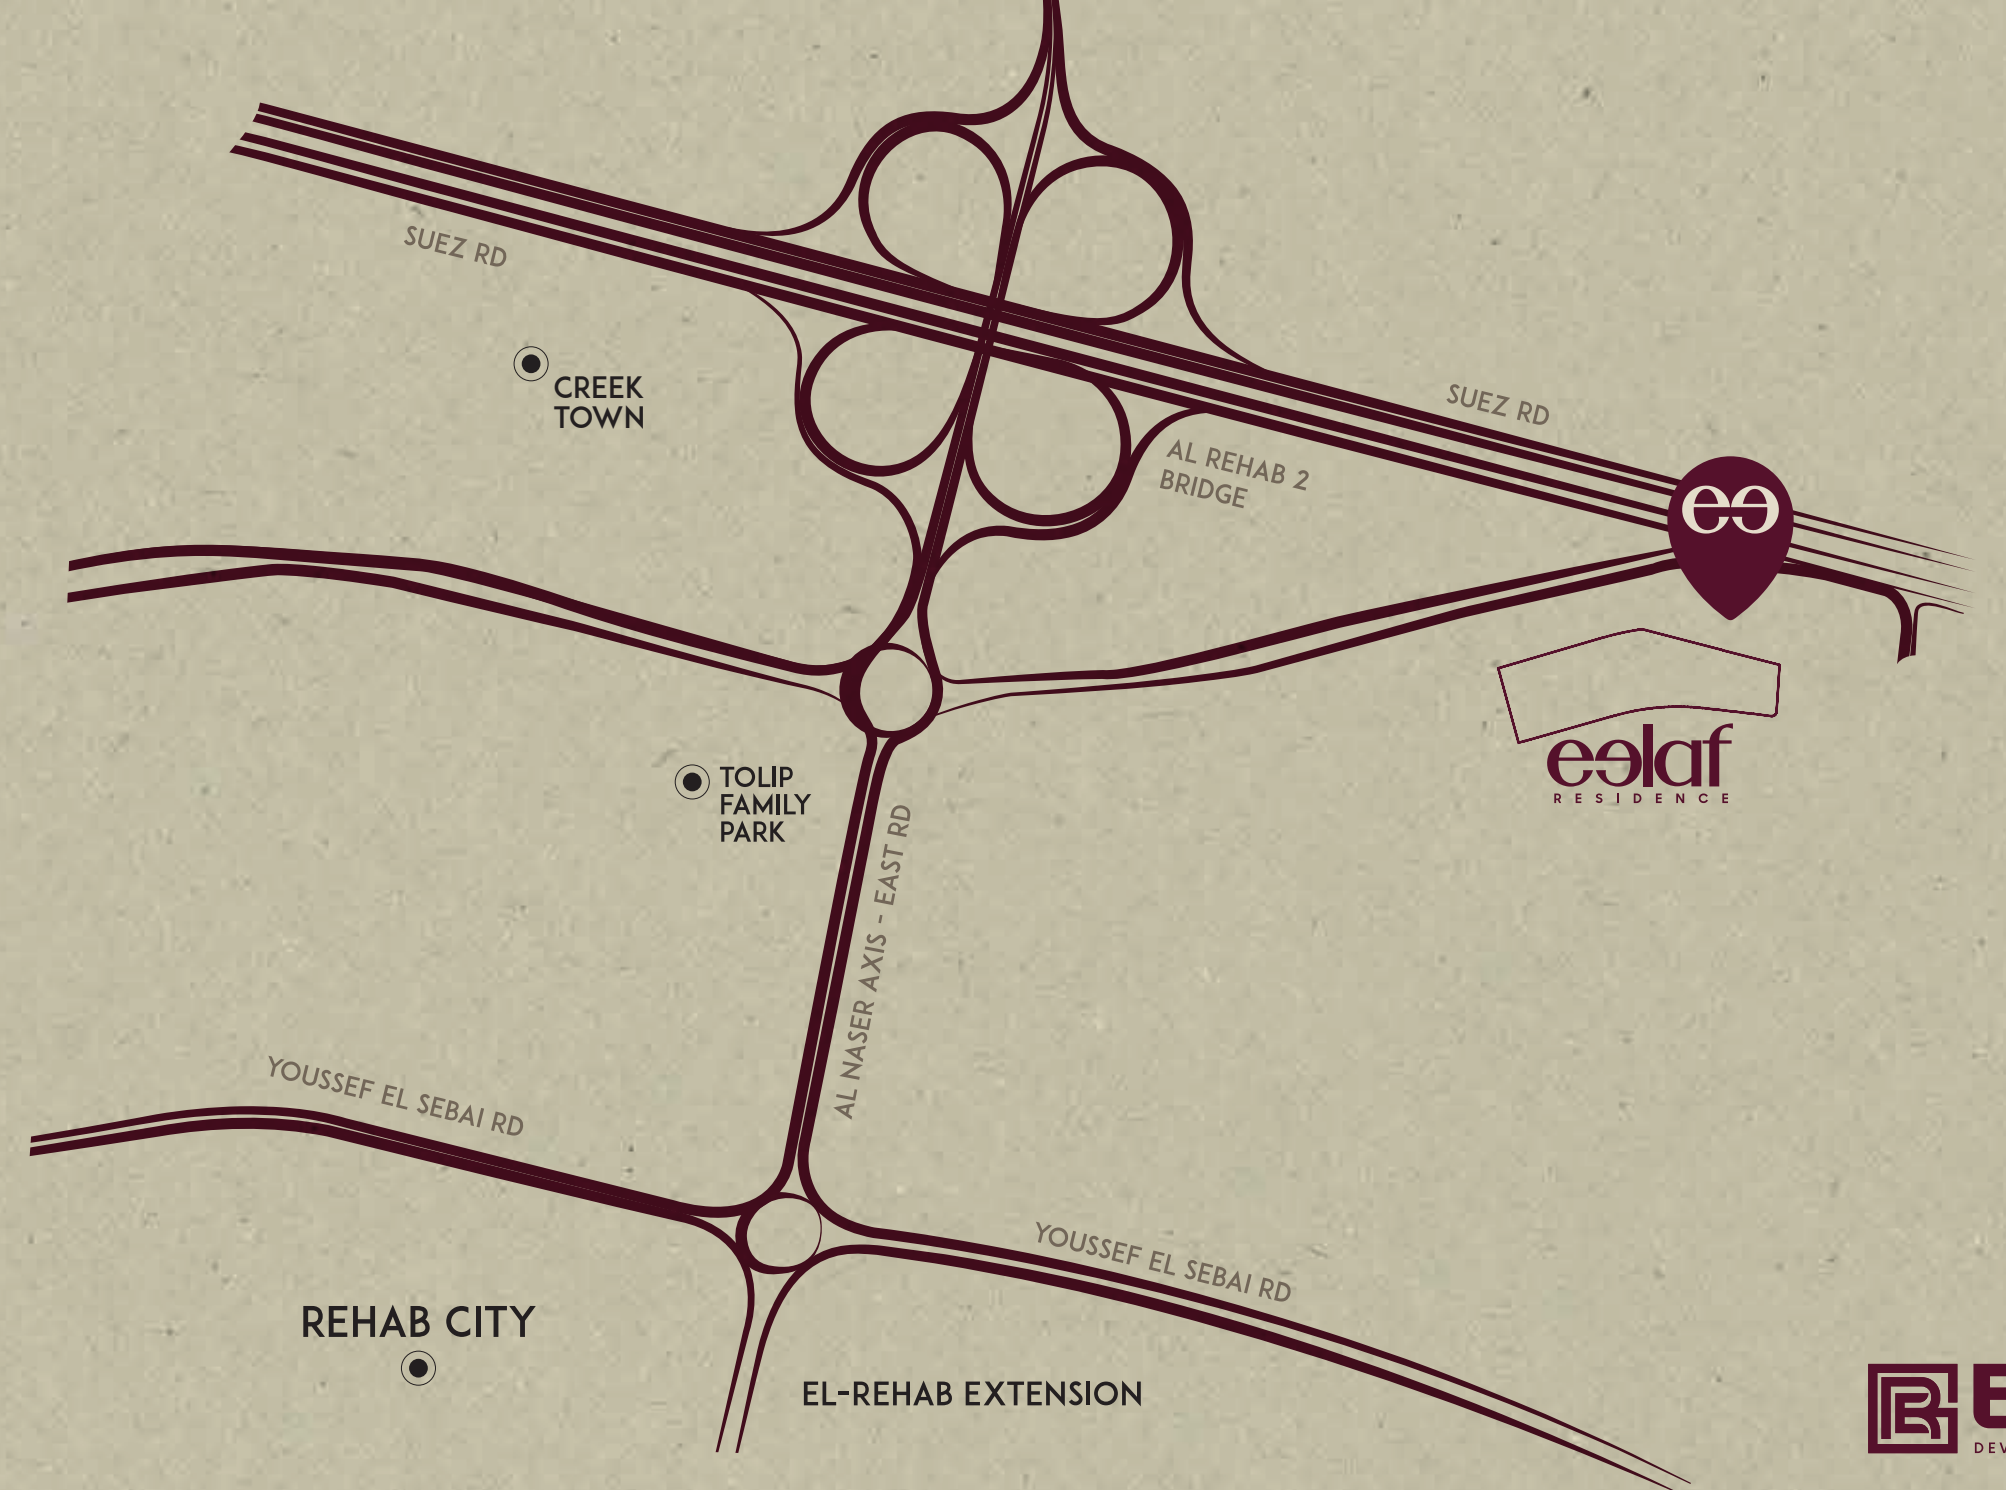 SUEZ RD
CREEK
TOWN
SUEZ RD
AL REHAB 2
BRIDGE
eelaf
RESIDENCE
TOLIP
FAMILY
PARK
AL NASER AXIS - EAST RD
YOUSSEF EL SEBAI RD
YOUSSEF EL SEBAI RD
REHAB CITY
EL-REHAB EXTENSION